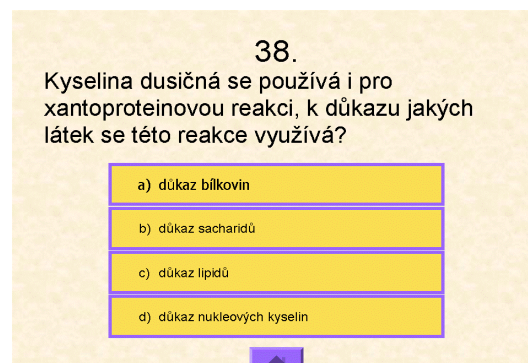 38.
Kyselina dusičná se používá i pro
xantoproteinovou reakci, k důkazu jakých
látek se této reakce využívá?
a) důkaz bílkovin
b) důkaz sacharidů
c) důkaz lipidů
d) důkaz nukleových kyselin